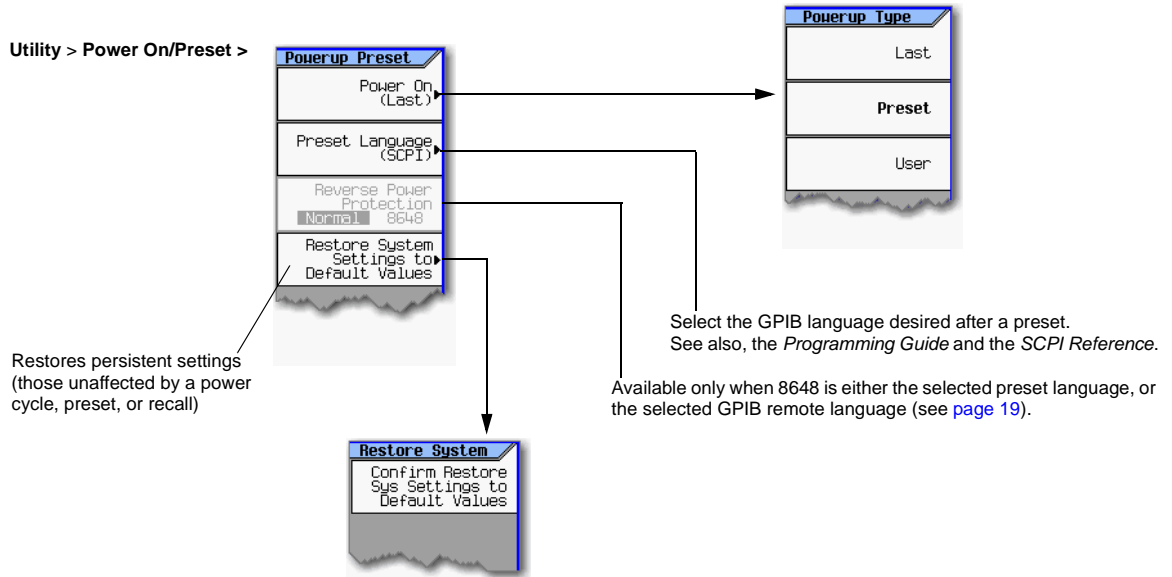 Utility > Power On/Preset >
Powerup Preset
Power On
(Last)
Preset Language
(SCPI)
Reverse Power
Protection
Normal 8648
Restore System
Settings to
Default Values
Powerup Type
Last
Preset
User
Select the GPIB language desired after a preset.
See also, the Programming Guide and the SCPI Reference.
Available only when 8648 is either the selected preset language, or
the selected GPIB remote language (see page 19).
Restores persistent settings
(those unaffected by a power
cycle, preset, or recall)
Restore System
Confirm Restore
Sys Settings to
Default Values